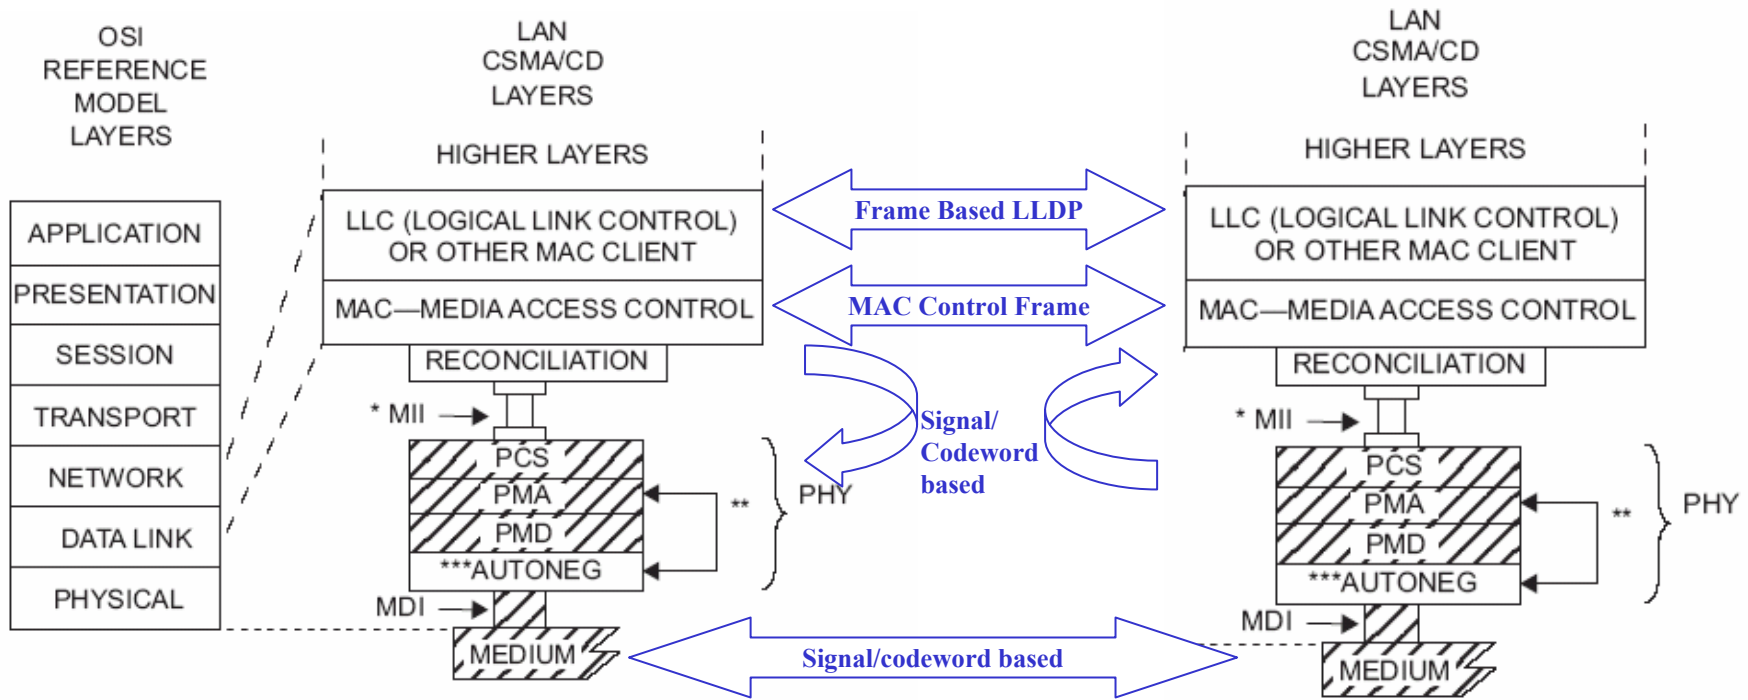 OSI
REFERENCE
MODEL
LAYERS
APPLICATION
PRESENTATION
SESSION
TRANSPORT
NETWORK
DATA LINK
PHYSICAL
LAN
CSMA/CD
LAYERS
HIGHER LAYERS
LLC (LOGICAL LINK CONTROL)
OR OTHER MAC CLIENT
MAC—MEDIA ACCESS CONTROL
RECONCILIATION
* MII
PCS
PMA
PMD
***AUTONEG
**
PHY
MDI
MEDIUM
Frame Based LLDP
MAC Control Frame
Signal/
Codeword
based
Signal/codeword based
LAN
CSMA/CD
LAYERS
HIGHER LAYERS
LLC (LOGICAL LINK CONTROL)
OR OTHER MAC CLIENT
MAC—MEDIA ACCESS CONTROL
RECONCILIATION
* MII
PCS
PMA
PMD
***AUTONEG
**
PHY
MDI
MEDIUM